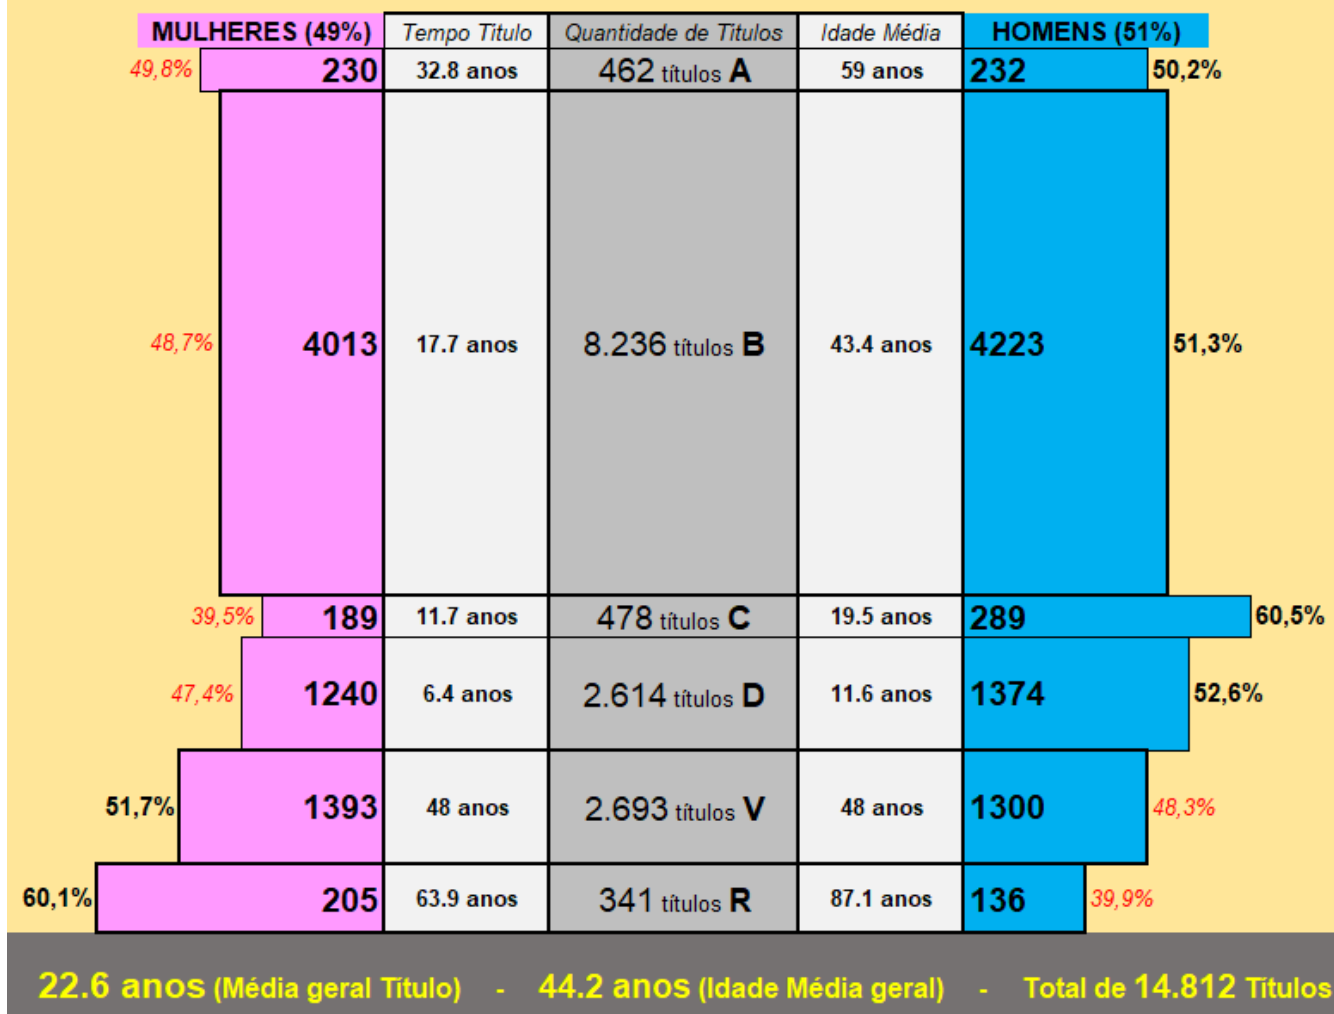 MULHERES (49%) Tempo Titulo Quantidade de Titulos Idade Média HOMENS (51%)
49,8% 230 32.8 anos 462 títulos A 59 anos 232 50,2%
48,7% 4013 17.7 anos 8.236 títulos B 43.4 anos 4223 51,3%
39,5% 189 11.7 anos 478 títulos C 19.5 anos 289 60,5%
47,4% 1240 6.4 anos 2.614 títulos D 11.6 anos 1374 52,6%
51,7% 1393 48 anos 2.693 títulos V 48 anos 1300 48,3%
60,1% 205 63.9 anos 341 títulos R 87.1 anos 136 39,9%
22.6 anos (Média geral Título) - 44.2 anos (Idade Média geral) - Total de 14.812 Títulos